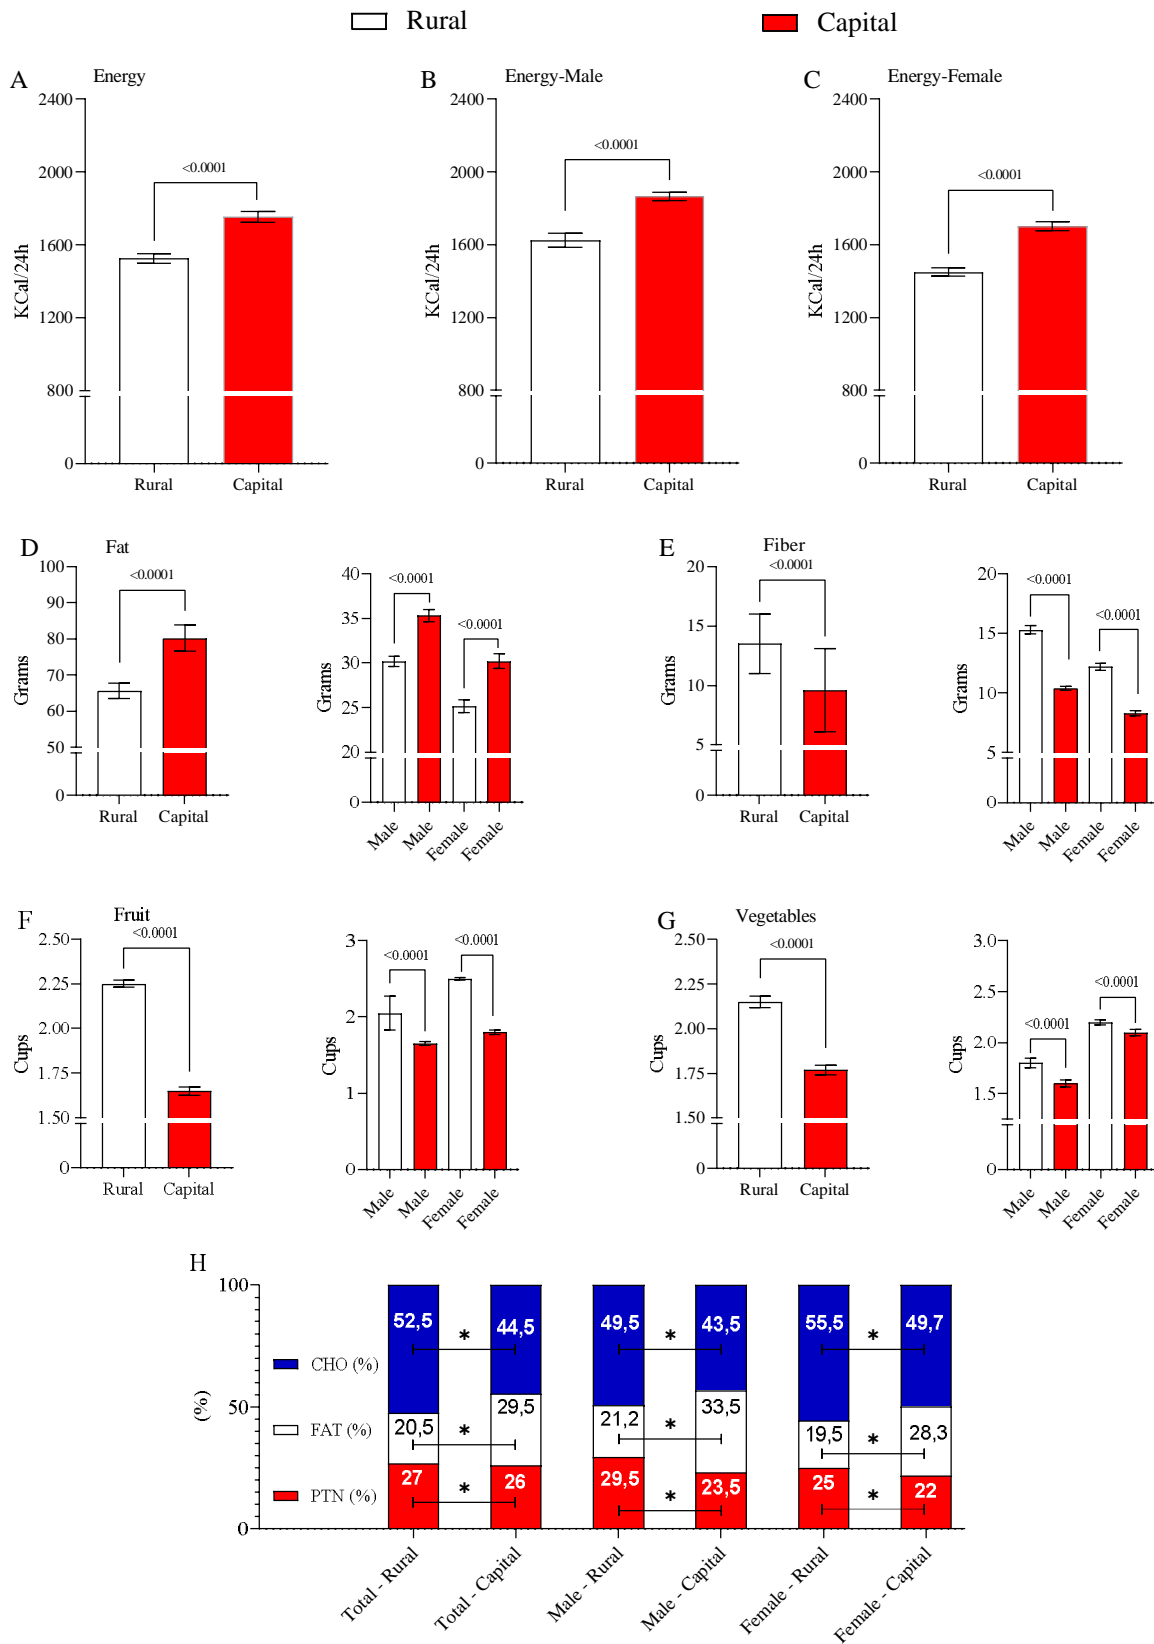 Rural Capital
A Energy
2400
2000
1600
1200
800
0
KCal/24h
<0.0001
Rural Capital
B Energy-Male
2400
2000
1600
1200
800
0
KCal/24h
<0.0001
Rural Capital
C Energy-Female
2400
2000
1600
1200
800
0
KCal/24h
<0.0001
Rural Capital
D Fat
100
90
80
70
60
50
0
Grams
<0.0001
Rural Capital
40
35
30
25
20
0
Grams
<0.0001
<0.0001
Male Male Female Female
E Fiber
20
15
10
5
0
Grams
<0.0001
Rural Capital
20
15
10
5
0
Grams
<0.0001
<0.0001
Male Male Female Female
F Fruit
2.50
2.25
2.00
1.75
1.50
0
Cups
<0.0001
Rural Capital
3
2
1
0
Cups
<0.0001
<0.0001
Male Male Female Female
G Vegetables
2.50
2.25
2.00
1.75
1.50
0
Cups
<0.0001
Rural Capital
3.0
2.5
2.0
1.5
0
Cups
<0.0001
<0.0001
Male Male Female Female
H
100
50
0
(%)
CHO (%)
FAT (%)
PTN (%)
52,5 * 44,5 49,5 * 43,5 55,5 * 49,7
20,5 * 29,5 21,2 * 33,5 19,5 * 28,3
27 * 26 29,5 * 23,5 25 * 22
Total - Rural Total - Capital Male - Rural Male - Capital Female - Rural Female - Capital